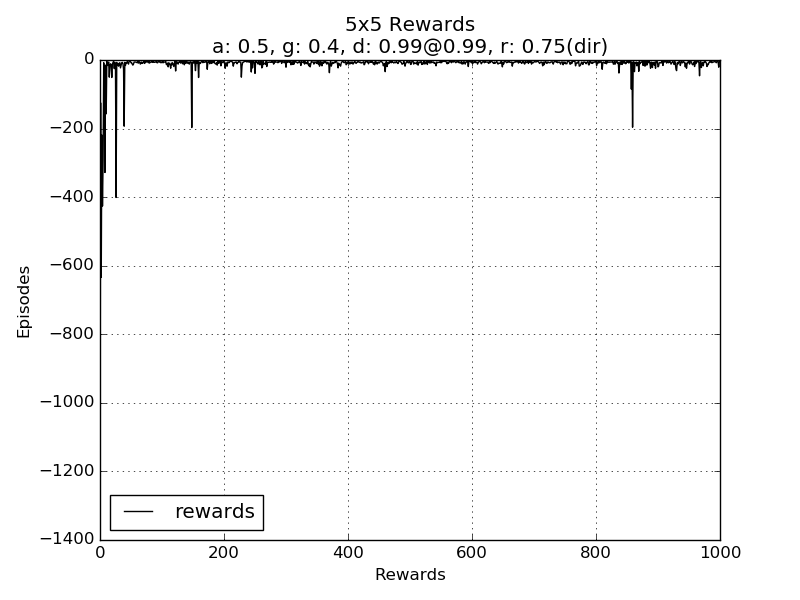 5x5 Rewards
a: 0.5, g: 0.4, d: 0.99@0.99, r: 0.75(dir)
0
−200
−400
−600
−800
−1000
−1200
−1400
Episodes
rewards
0 200 400 600 800 1000
Rewards